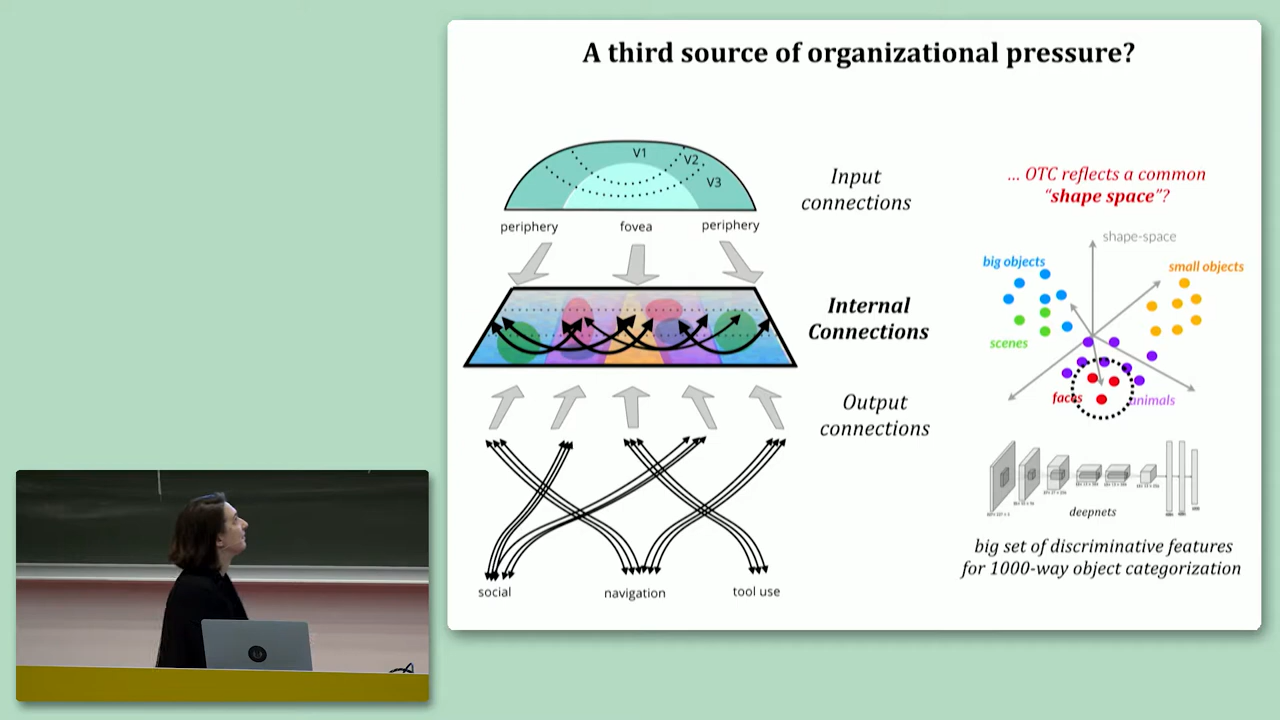 A third source of organizational pressure?
V1
V2
V3
periphery
fovea
periphery
Input
connections
Internal
Connections
Output
connections
social
navigation
tool use
... OTC reflects a common
“shape space”?
shape-space
big objects
small objects
scenes
faces
animals
deepnets
big set of discriminative features
for 1000-way object categorization